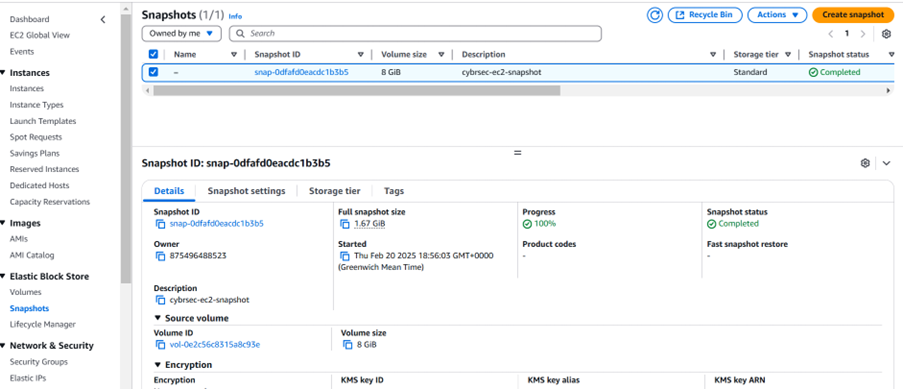 Dashboard
EC2 Global View
Events
Instances
Instances
Instance Types
Launch Templates
Spot Requests
Savings Plans
Reserved Instances
Dedicated Hosts
Capacity Reservations
Images
AMIs
AMI Catalog
Elastic Block Store
Volumes
Snapshots
Lifecycle Manager
Network & Security
Security Groups
Elastic IPs
Snapshots (1/1) Info
Recycle Bin
Actions
Create snapshot
Owned by me
Search
1
Name Snapshot ID Volume size Description Storage tier Snapshot status
– snap-0dfafd0eacdc1b3b5 8 GiB cybrsec-ec2-snapshot Standard Completed
Snapshot ID: snap-0dfafd0eacdc1b3b5
Details Snapshot settings Storage tier Tags
Snapshot ID Full snapshot size Progress Snapshot status
snap-0dfafd0eacdc1b3b5 1.67 GiB 100% Completed
Owner Started Product codes Fast snapshot restore
875496488523 Thu Feb 20 2025 18:56:03 GMT+0000 - -
(Greenwich Mean Time)
Description
cybrsec-ec2-snapshot
Source volume
Volume ID Volume size
vol-0e2c56c8315a8c93e 8 GiB
Encryption
Encryption KMS key ID KMS key alias KMS key ARN